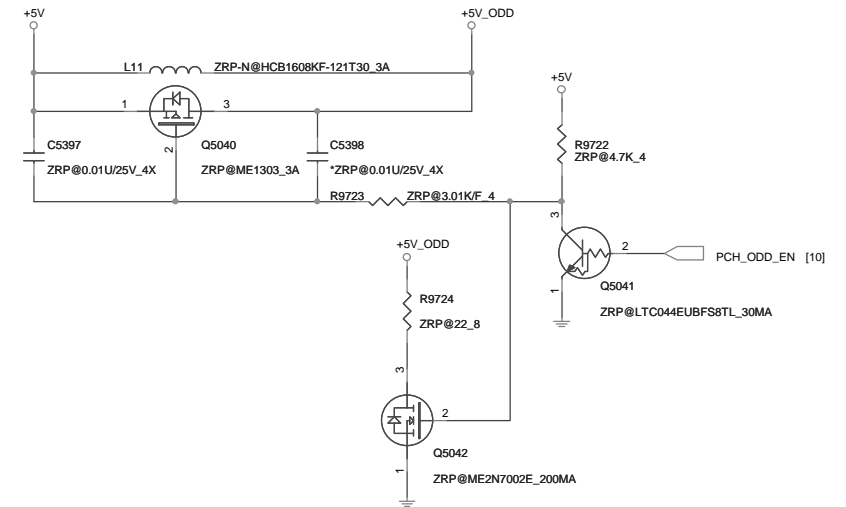 +5V
+5V_ODD
L11
ZRP-N@HCB1608KF-121T30_3A
+5V
1
3
C5397
Q5040
C5398
R9722
2
ZRP@4.7K_4
ZRP@0.01U/25V_4X
ZRP@ME1303_3A
*ZRP@0.01U/25V_4X
R9723
ZRP@3.01K/F_4
3
+5V_ODD
2
PCH_ODD_EN [10]
1
Q5041
R9724
ZRP@LTC044EUBFS8TL_30MA
ZRP@22_8
3
2
Q5042
1
ZRP@ME2N7002E_200MA